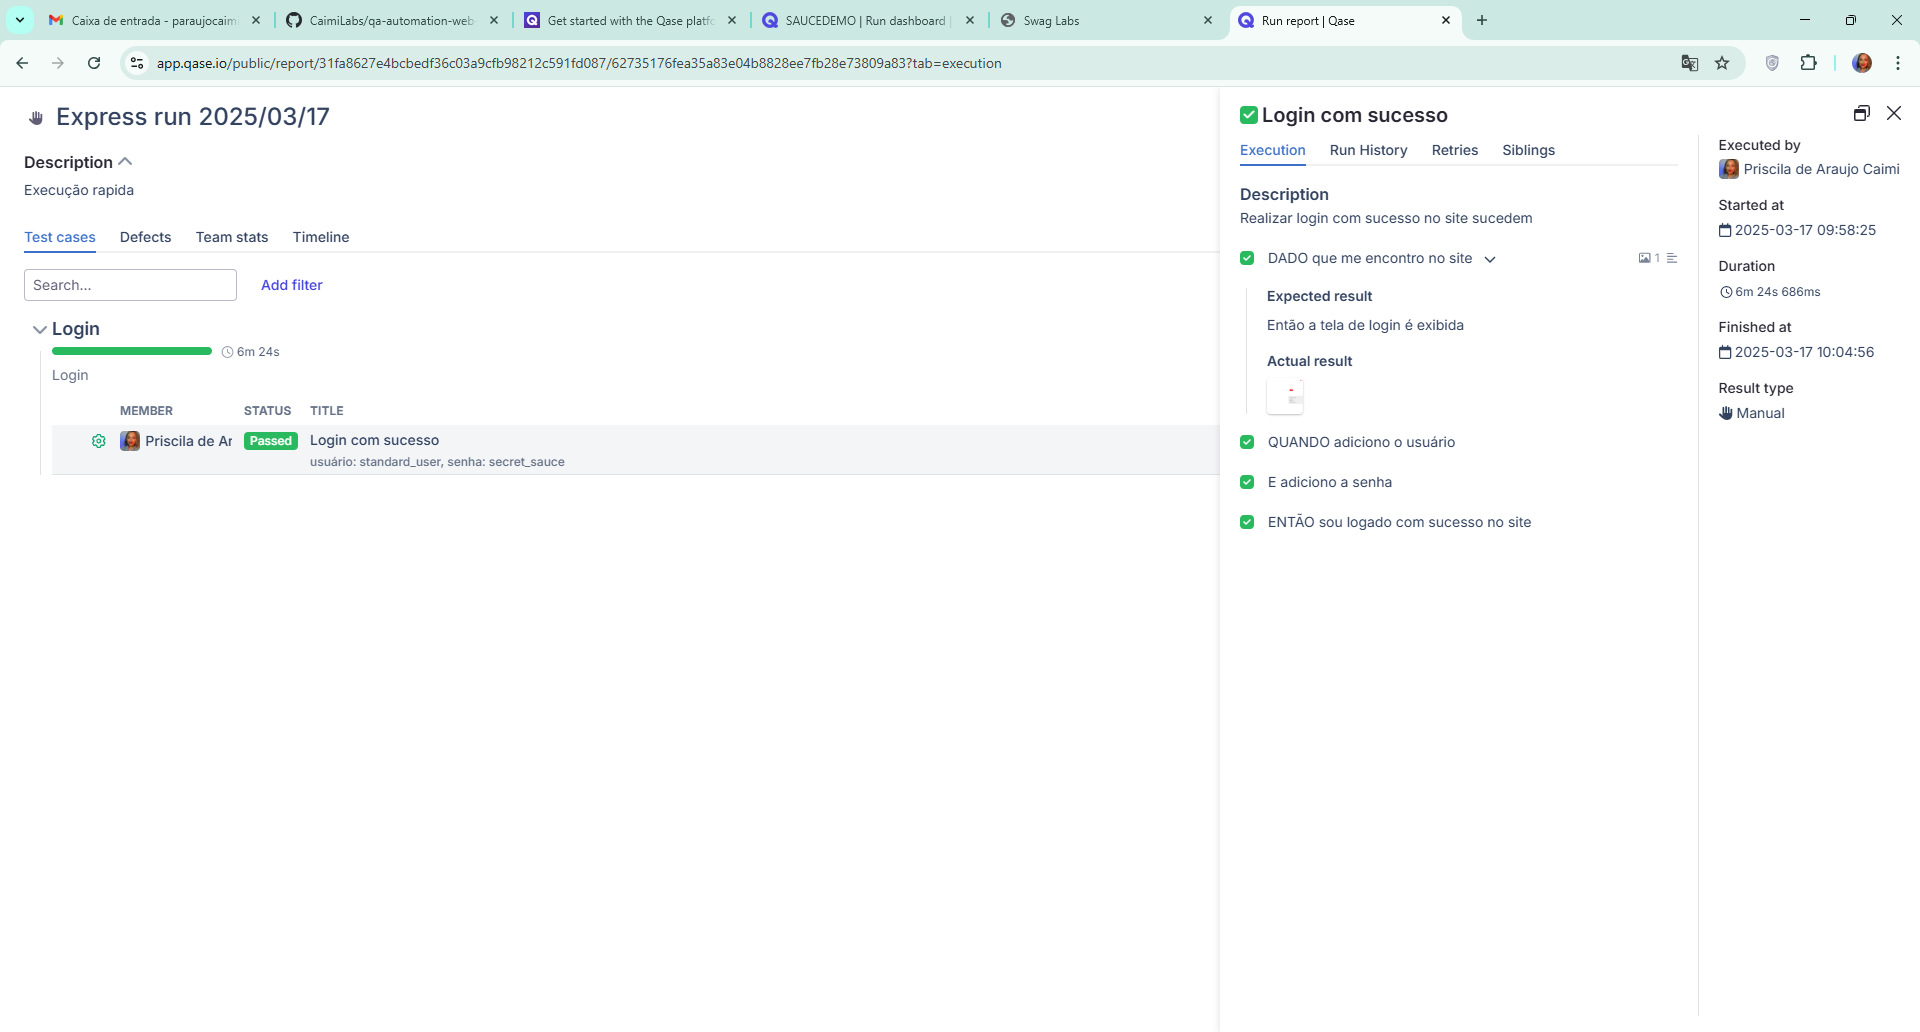 Caixa de entrada - paraujocaim
CaimiLabs/qa-automation-web
Get started with the Qase platfo
SAUCEDEMO | Run dashboard |
Swag Labs
Run report | Qase
app.qase.io/public/report/31fa8627e4bcbedf36c03a9cfb98212c591fd087/62735176fea35a83e04b8828ee7fb28e73809a83?tab=execution
Express run 2025/03/17
Description
Execução rapida
Test cases Defects Team stats Timeline
Search...
Add filter
Login
6m 24s
Login
MEMBER STATUS TITLE
Priscila de Ar Passed Login com sucesso
usuário: standard_user, senha: secret_sauce
Login com sucesso
Execution Run History Retries Siblings
Description
Realizar login com sucesso no site sucedem
DADO que me encontro no site
1
Expected result
Então a tela de login é exibida
Actual result
QUANDO adiciono o usuário
E adiciono a senha
ENTÃO sou logado com sucesso no site
Executed by
Priscila de Araujo Caimi
Started at
2025-03-17 09:58:25
Duration
6m 24s 686ms
Finished at
2025-03-17 10:04:56
Result type
Manual